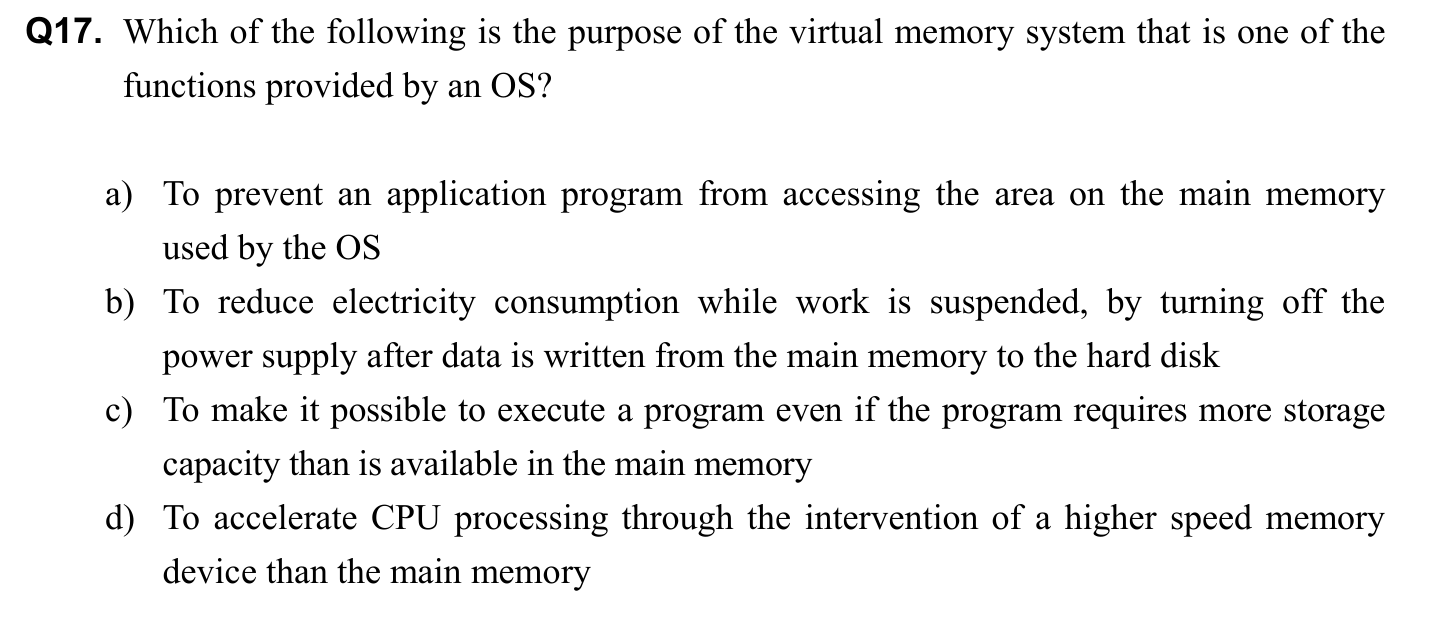 Q17. Which of the following is the purpose of the virtual memory system that is one of the
functions provided by an OS?
a) To prevent an application program from accessing the area on the main memory
used by the OS
b) To reduce electricity consumption while work is suspended, by turning off the
power supply after data is written from the main memory to the hard disk
c) To make it possible to execute a program even if the program requires more storage
capacity than is available in the main memory
d) To accelerate CPU processing through the intervention of a higher speed memory
device than the main memory